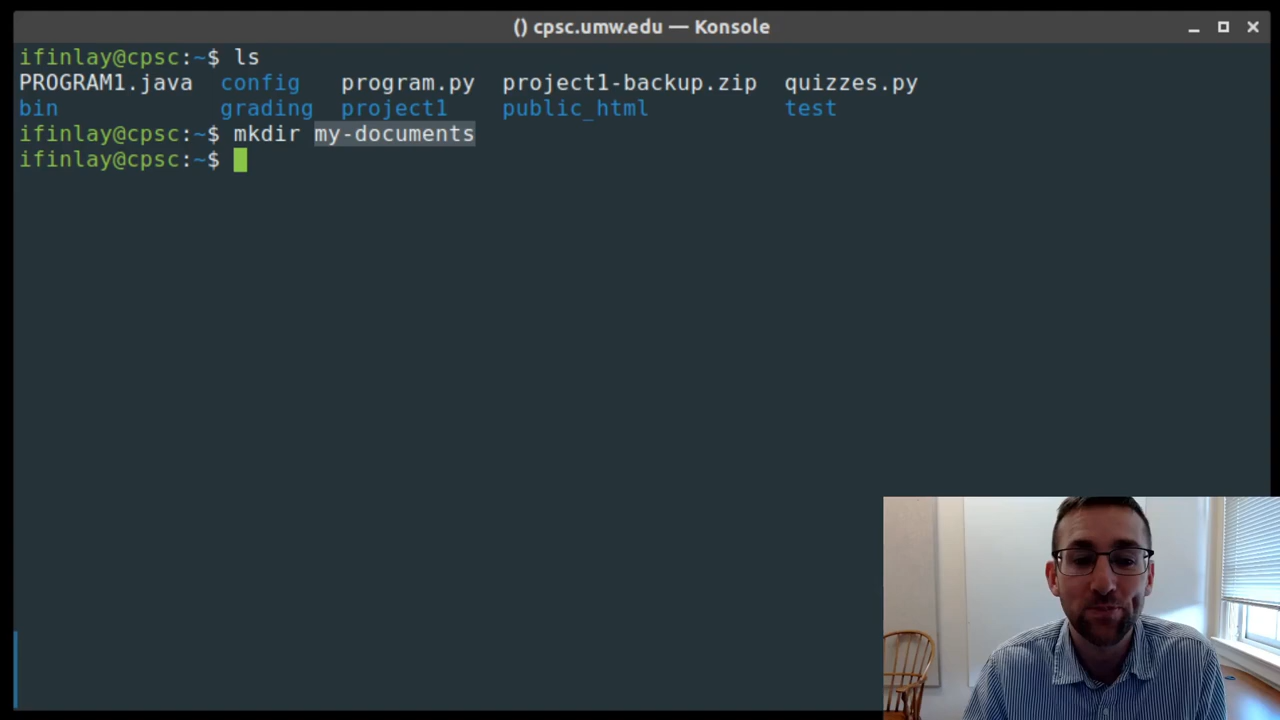 () cpsc.umw.edu — Konsole
ifinlay@cpsc:~$ ls
PROGRAM1.java config program.py project1-backup.zip quizzes.py
bin grading project1 public_html test
ifinlay@cpsc:~$ mkdir my-documents
ifinlay@cpsc:~$